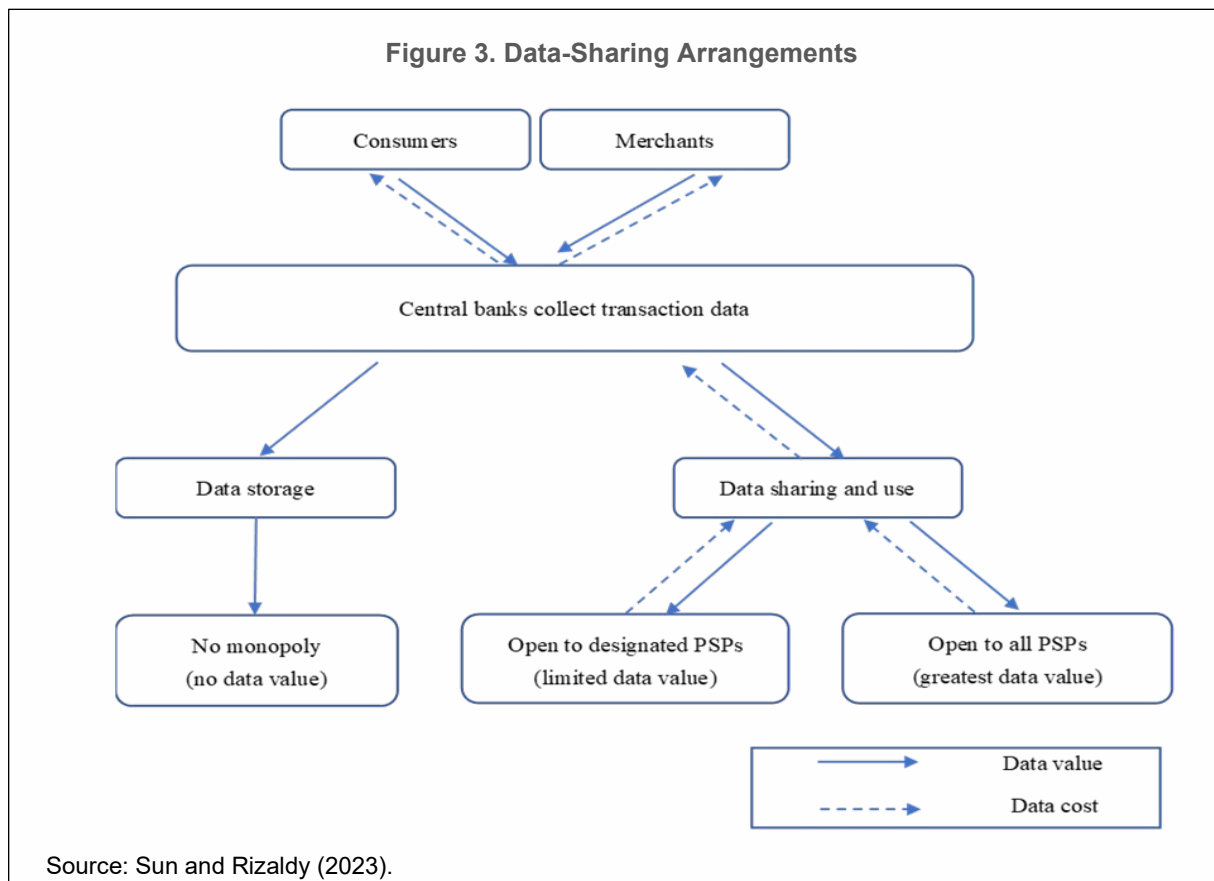 Figure 3. Data-Sharing Arrangements
Consumers
Merchants
Central banks collect transaction data
Data storage
Data sharing and use
No monopoly
(no data value)
Open to designated PSPs
(limited data value)
Open to all PSPs
(greatest data value)
Data value
Data cost
Source: Sun and Rizaldy (2023).